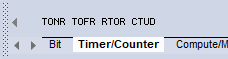 TONR TOFR RTOR CTUD
Bit Timer/Counter Compute/M